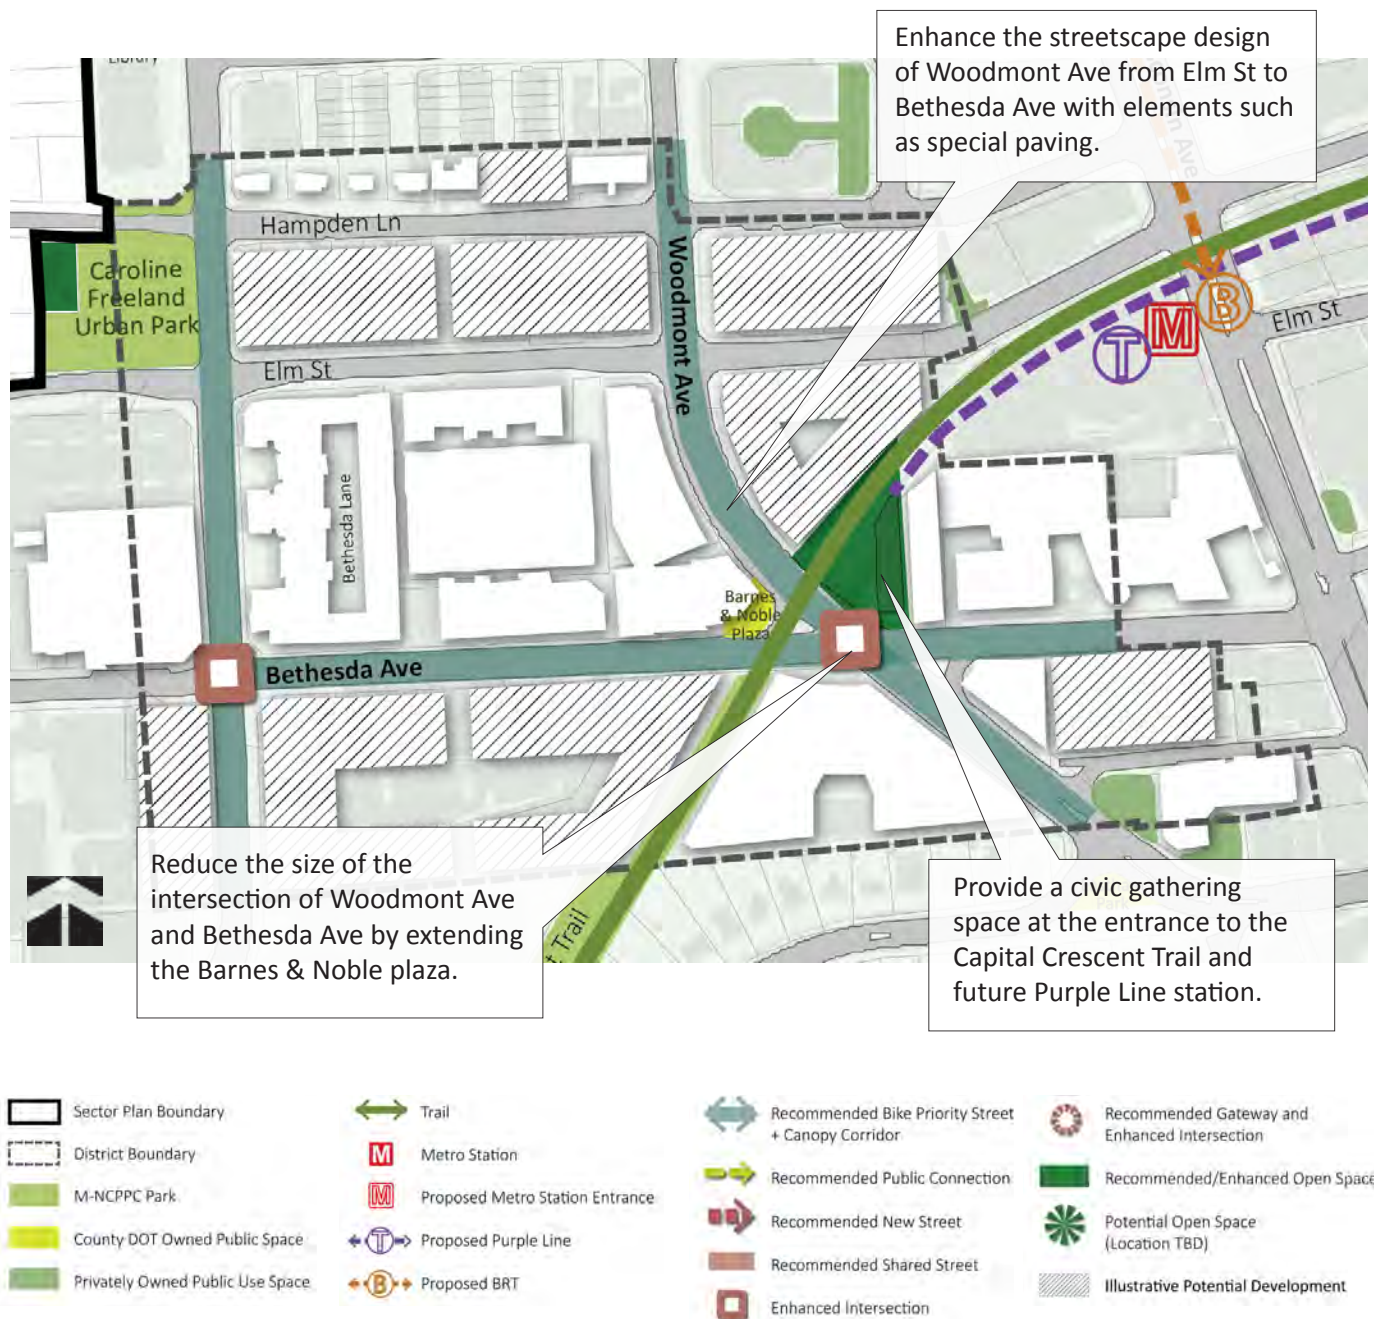 Enhance the streetscape design
of Woodmont Ave from Elm St to
Bethesda Ave with elements such
as special paving.
Library
Hampden Ln
Caroline
Freeland
Urban Park
Woodmont Ave
Ave
B
M
T
Elm St
Elm St
Bethesda Lane
Barnes
& Noble
Plaza
Bethesda Ave
Reduce the size of the
intersection of Woodmont Ave
and Bethesda Ave by extending
the Barnes & Noble plaza.
Trail
Park
Provide a civic gathering
space at the entrance to the
Capital Crescent Trail and
future Purple Line station.
Sector Plan Boundary
District Boundary
M-NCPPC Park
County DOT Owned Public Space
Privately Owned Public Use Space
Trail
M Metro Station
M Proposed Metro Station Entrance
T Proposed Purple Line
B Proposed BRT
Recommended Bike Priority Street
+ Canopy Corridor
Recommended Public Connection
Recommended New Street
Recommended Shared Street
Enhanced Intersection
Recommended Gateway and
Enhanced Intersection
Recommended/Enhanced Open Space
Potential Open Space
(Location TBD)
Illustrative Potential Development